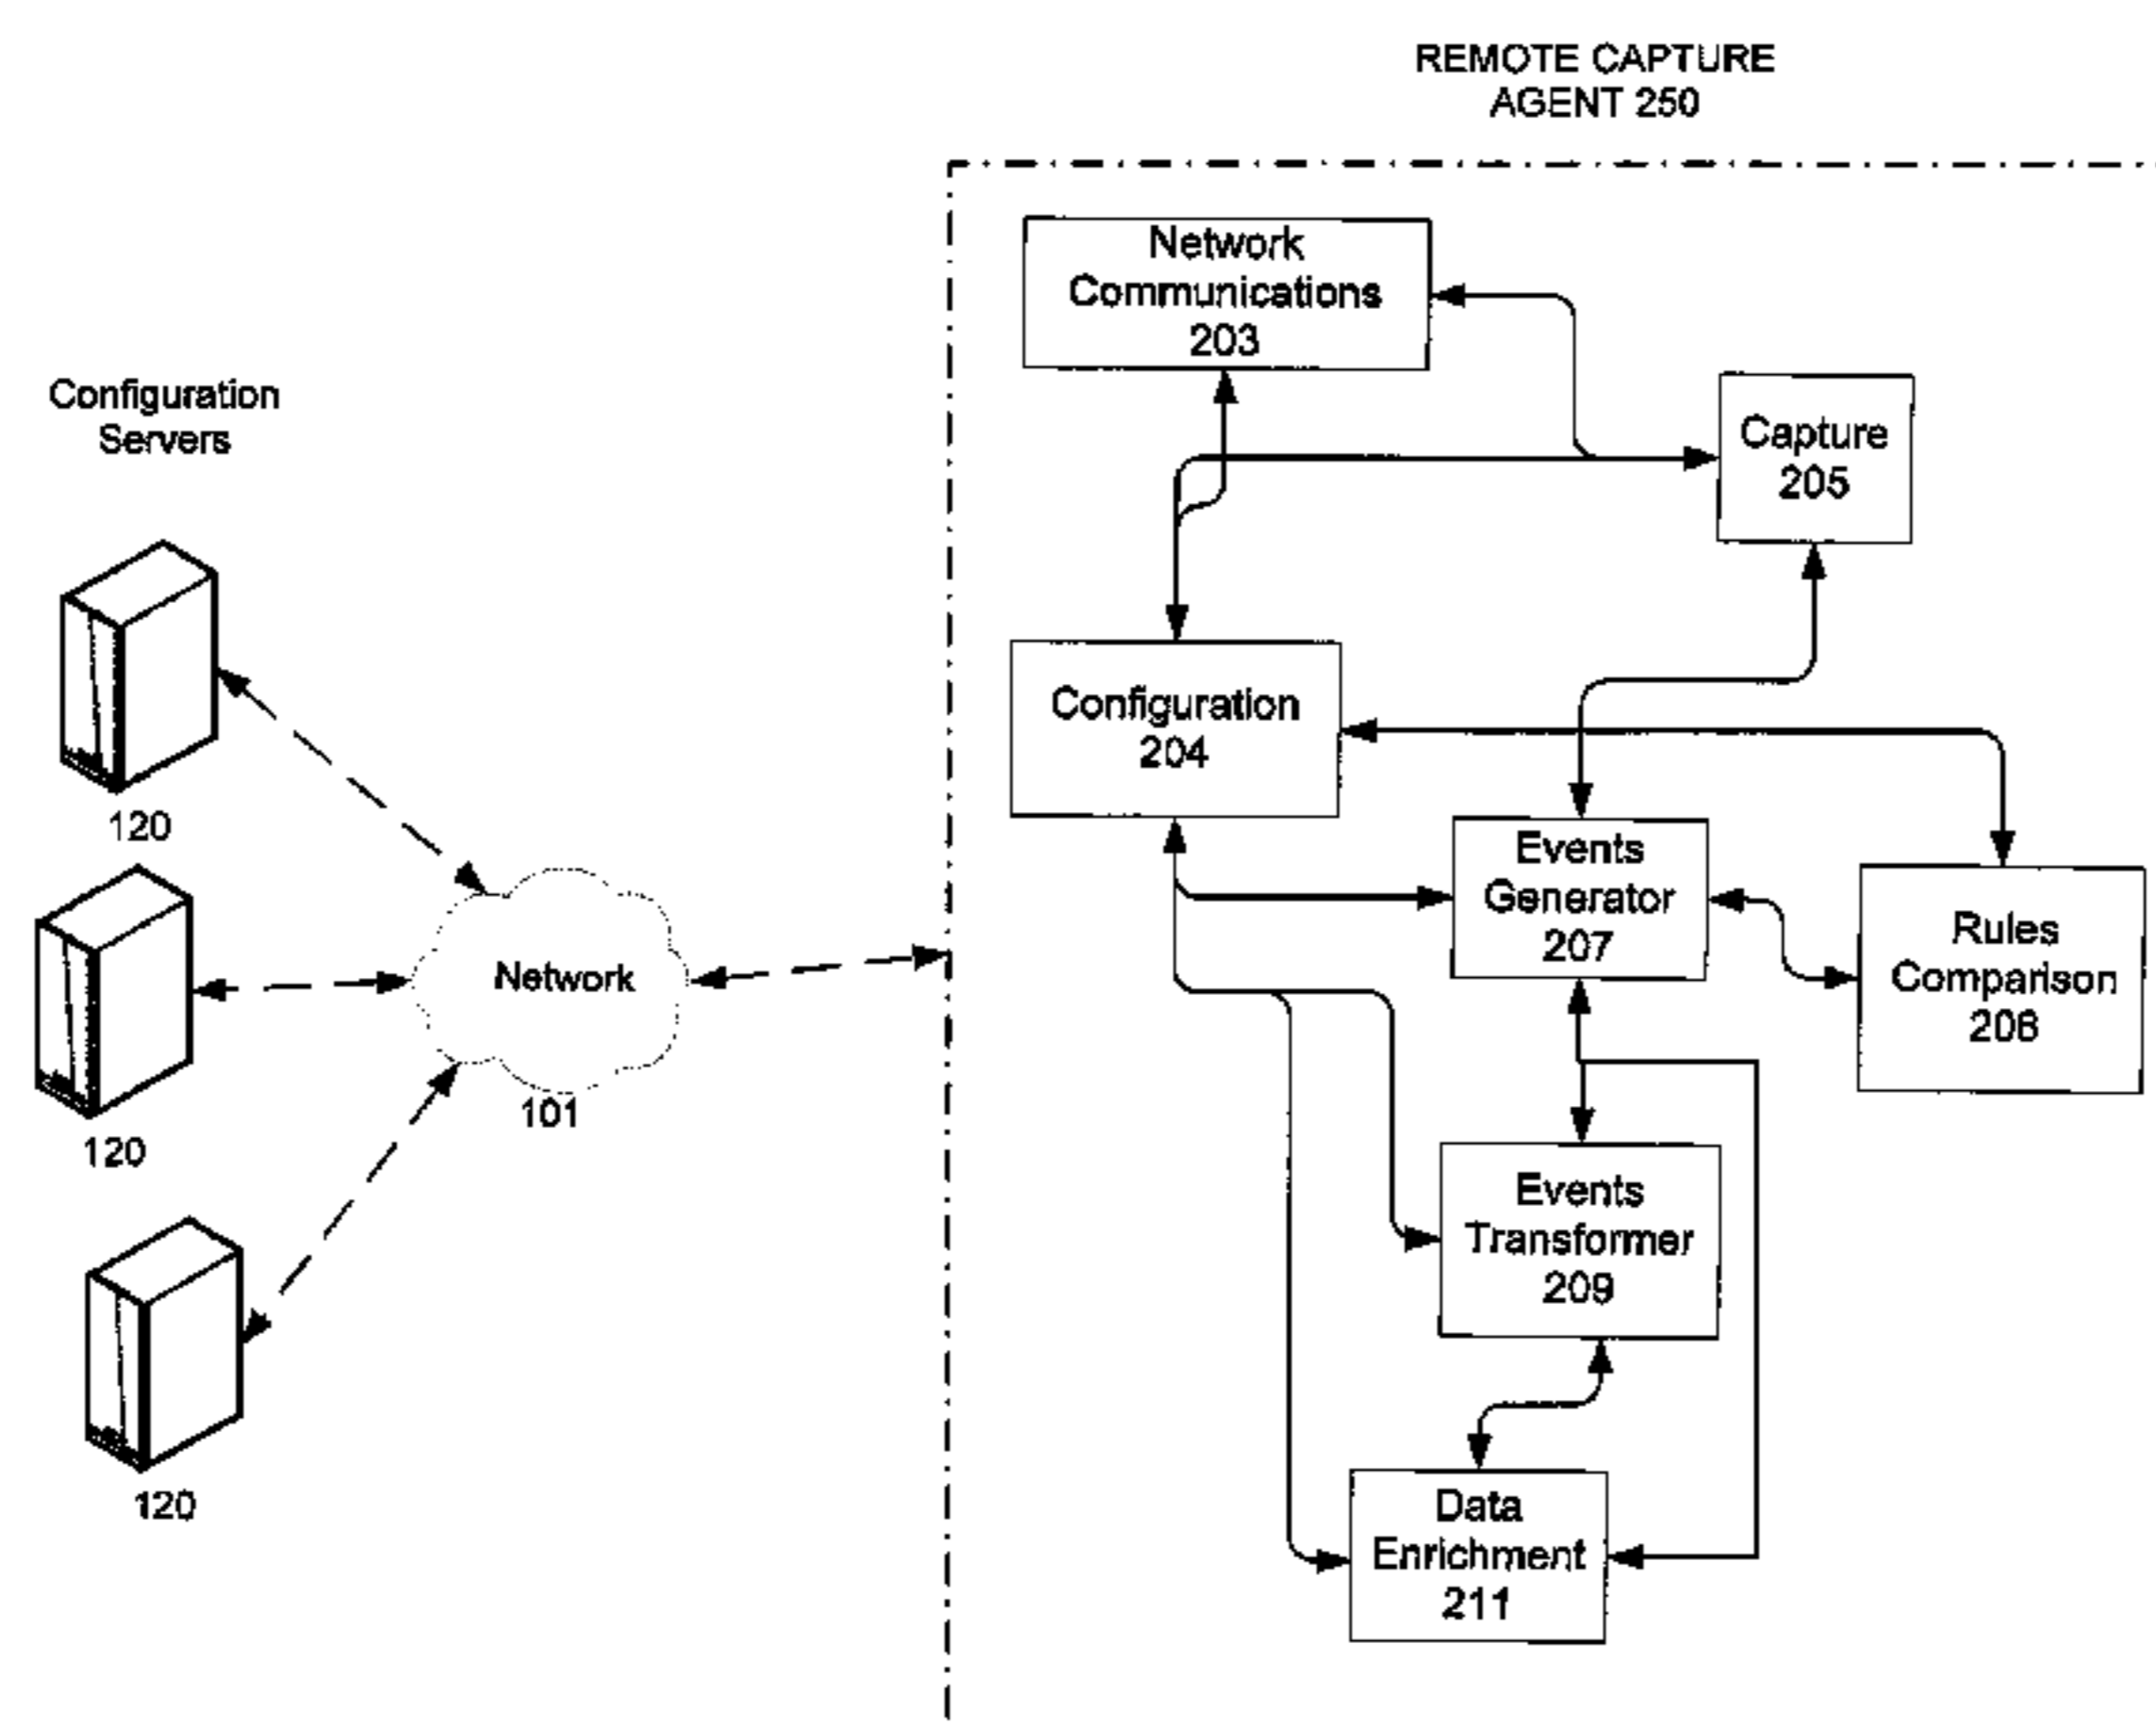 REMOTE CAPTURE
AGENT 250
Network
Communications
203
Configuration
Servers
Capture
205
Configuration
204
120
Events
Generator
207
Rules
Comparison
208
Network
101
120
Events
Transformer
209
120
Data
Enrichment
211